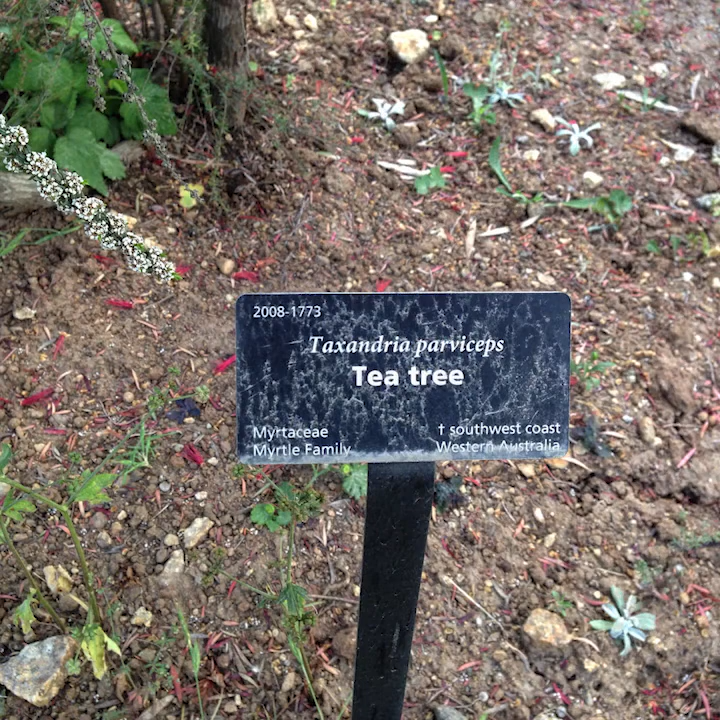 2008-1773
Taxandria parviceps
Tea tree
Myrtaceae
Myrtle Family
† southwest coast
Western Australia